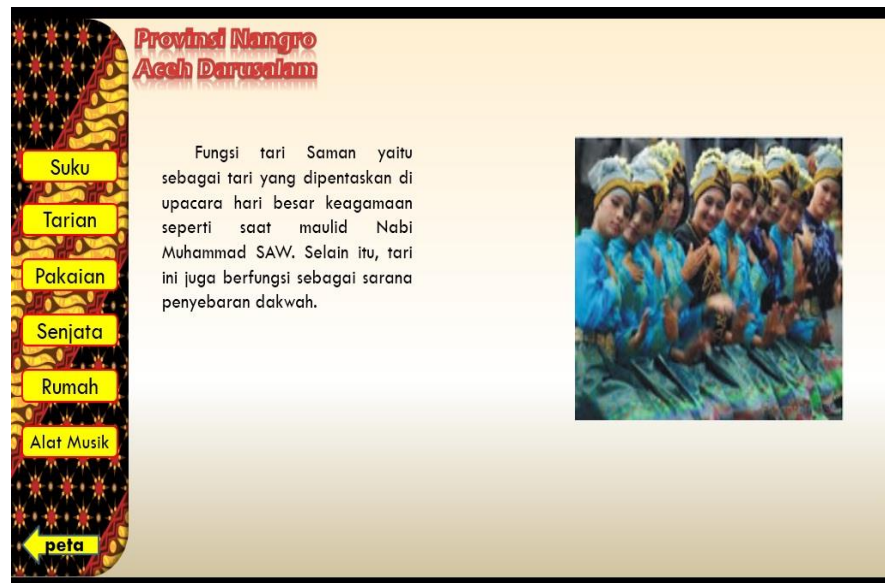 Provinsi Nangro
Aceh Darusalam
Suku
Tarian
Pakaian
Senjata
Rumah
Alat Musik
peta
Fungsi tari Saman yaitu
sebagai tari yang dipentaskan di
upacara hari besar keagamaan
seperti saat maulid Nabi
Muhammad SAW. Selain itu, tari
ini juga berfungsi sebagai sarana
penyebaran dakwah.